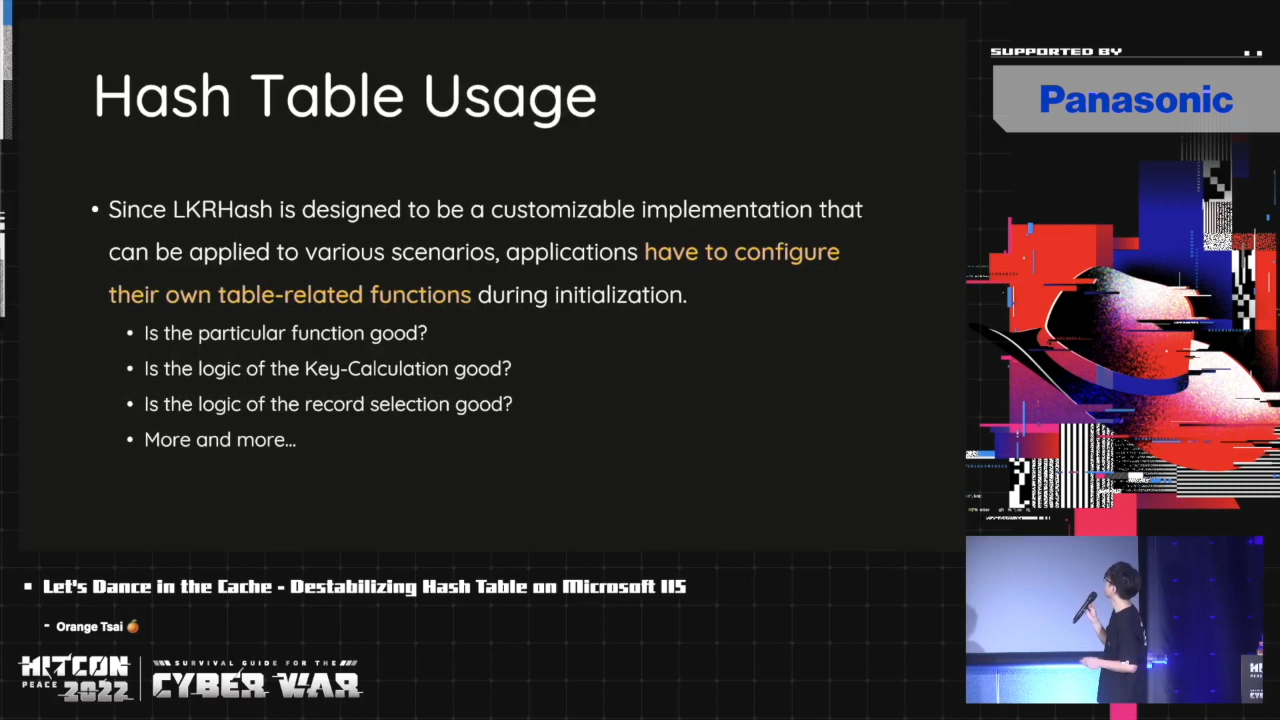 SUPPORTED BY
Panasonic
Hash Table Usage
• Since LKRHash is designed to be a customizable implementation that
can be applied to various scenarios, applications have to configure
their own table-related functions during initialization.
• Is the particular function good?
• Is the logic of the Key-Calculation good?
• Is the logic of the record selection good?
• More and more...
Let's Dance in the Cache - Destabilizing Hash Table on Microsoft IIS
- Orange Tsai 🍊
HITCON
PEACE 2022
SURVIVAL GUIDE FOR THE
CYBER WAR